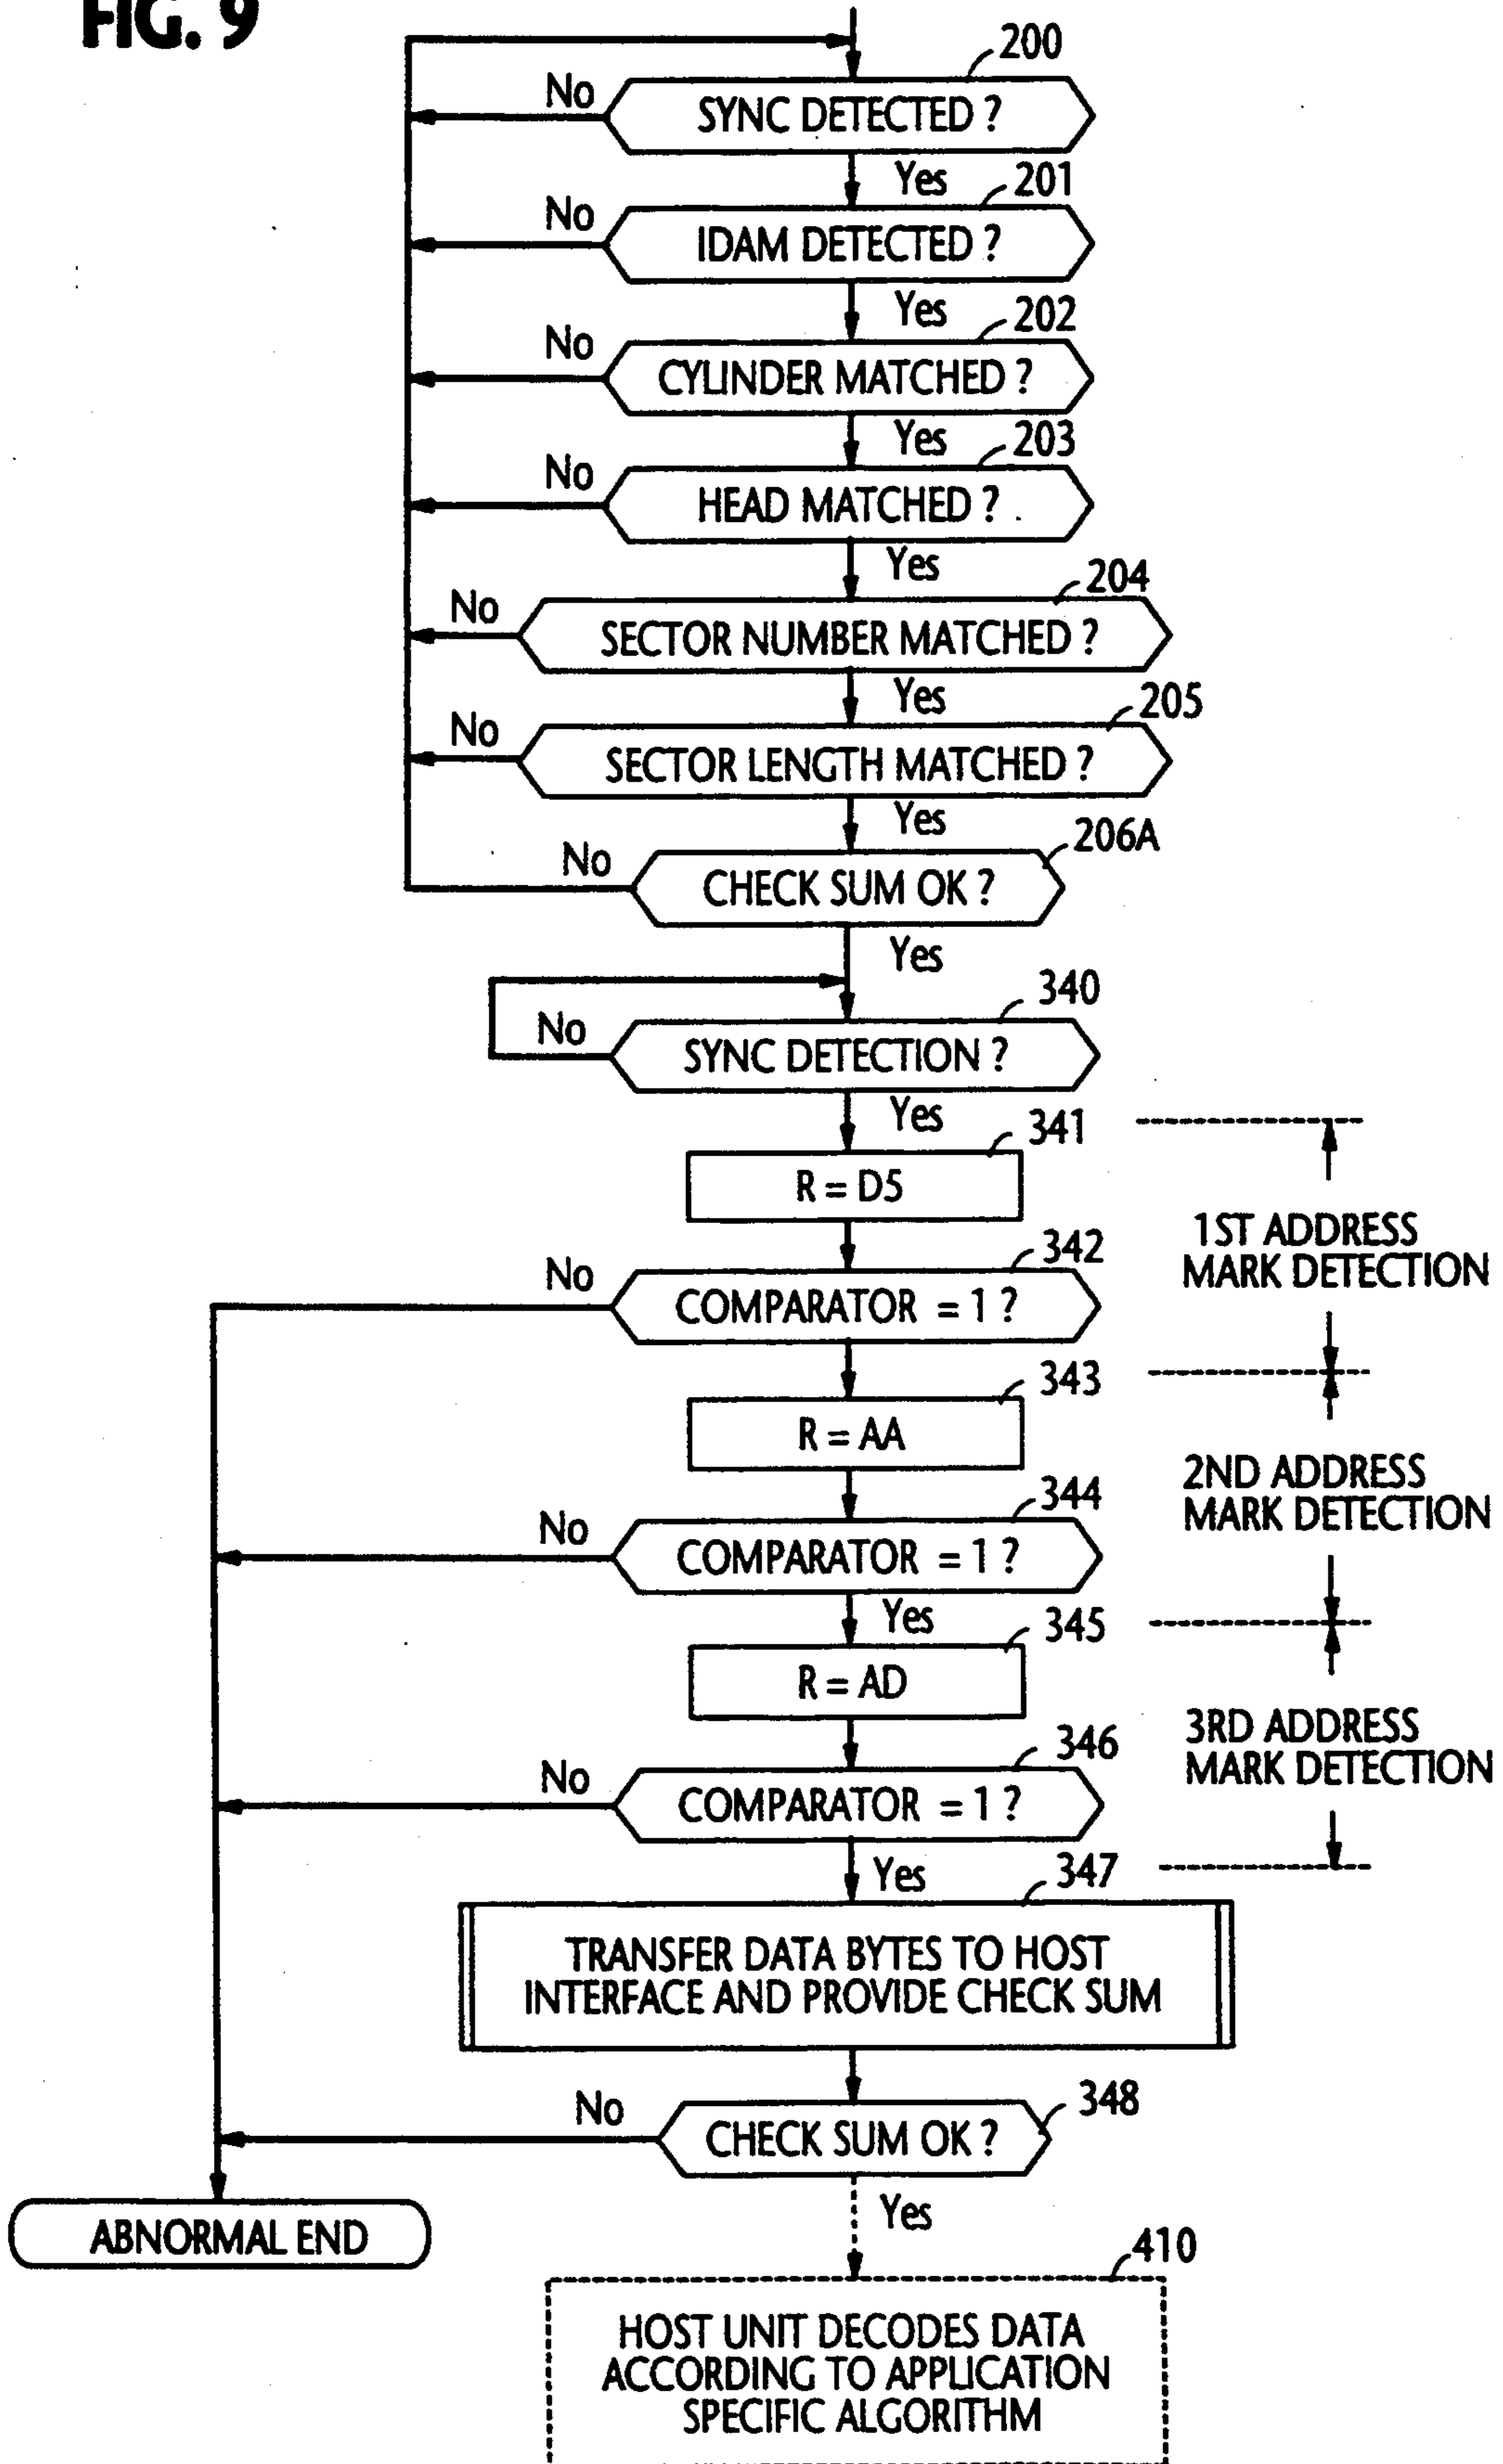 FIG. 9
200
No
SYNC DETECTED ?
Yes
201
No
IDAM DETECTED ?
Yes
202
No
CYLINDER MATCHED ?
Yes
203
No
HEAD MATCHED ?
Yes
204
No
SECTOR NUMBER MATCHED ?
Yes
205
No
SECTOR LENGTH MATCHED ?
Yes
206A
No
CHECK SUM OK ?
Yes
340
No
SYNC DETECTION ?
Yes
341
R = D5
1ST ADDRESS
MARK DETECTION
342
No
COMPARATOR = 1 ?
343
R = AA
2ND ADDRESS
MARK DETECTION
344
No
COMPARATOR = 1 ?
Yes
345
R = AD
3RD ADDRESS
MARK DETECTION
346
No
COMPARATOR = 1 ?
Yes
347
TRANSFER DATA BYTES TO HOST
INTERFACE AND PROVIDE CHECK SUM
348
No
CHECK SUM OK ?
Yes
ABNORMAL END
410
HOST UNIT DECODES DATA
ACCORDING TO APPLICATION
SPECIFIC ALGORITHM